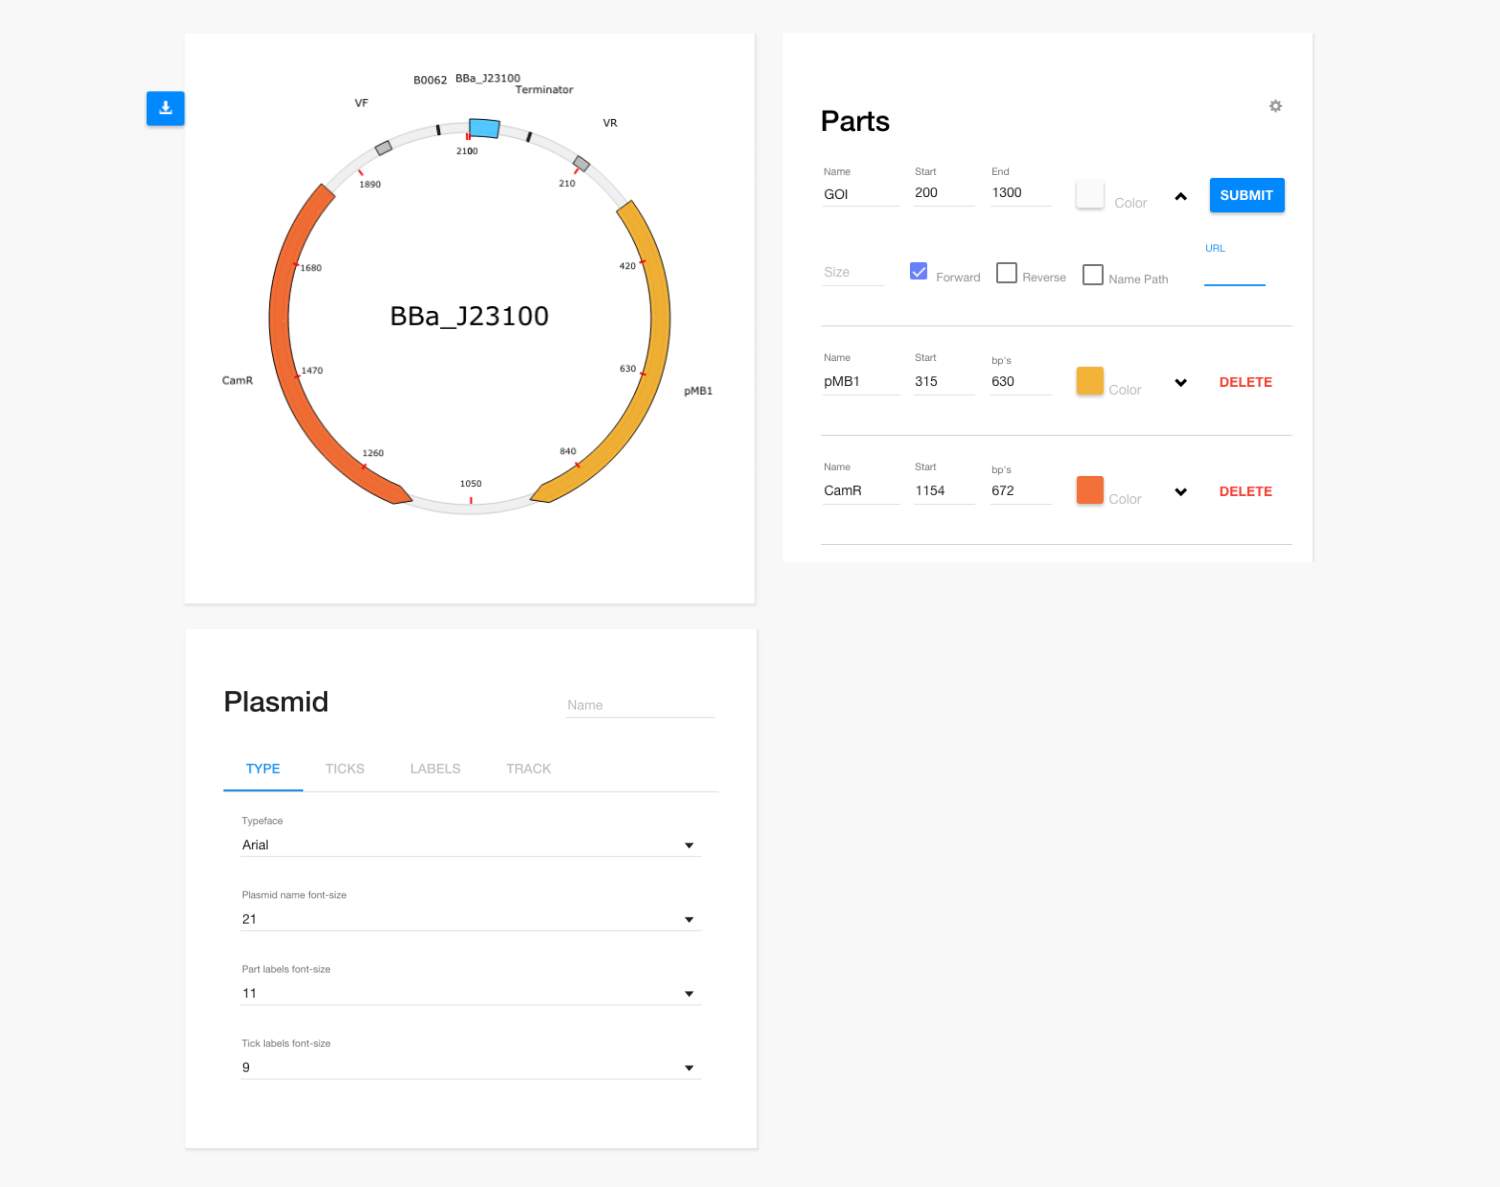 B0062 BBa_J23100
Terminator
VF
VR
2100
1890
210
1680
420
BBa_J23100
1470
630
CamR
pMB1
1260
840
1050
Parts
Name Start End
GOI 200 1300 Color SUBMIT
URL
Size Forward Reverse Name Path
Name Start bp's
pMB1 315 630 Color DELETE
Name Start bp's
CamR 1154 672 Color DELETE
Plasmid Name
TYPE TICKS LABELS TRACK
Typeface
Arial
Plasmid name font-size
21
Part labels font-size
11
Tick labels font-size
9